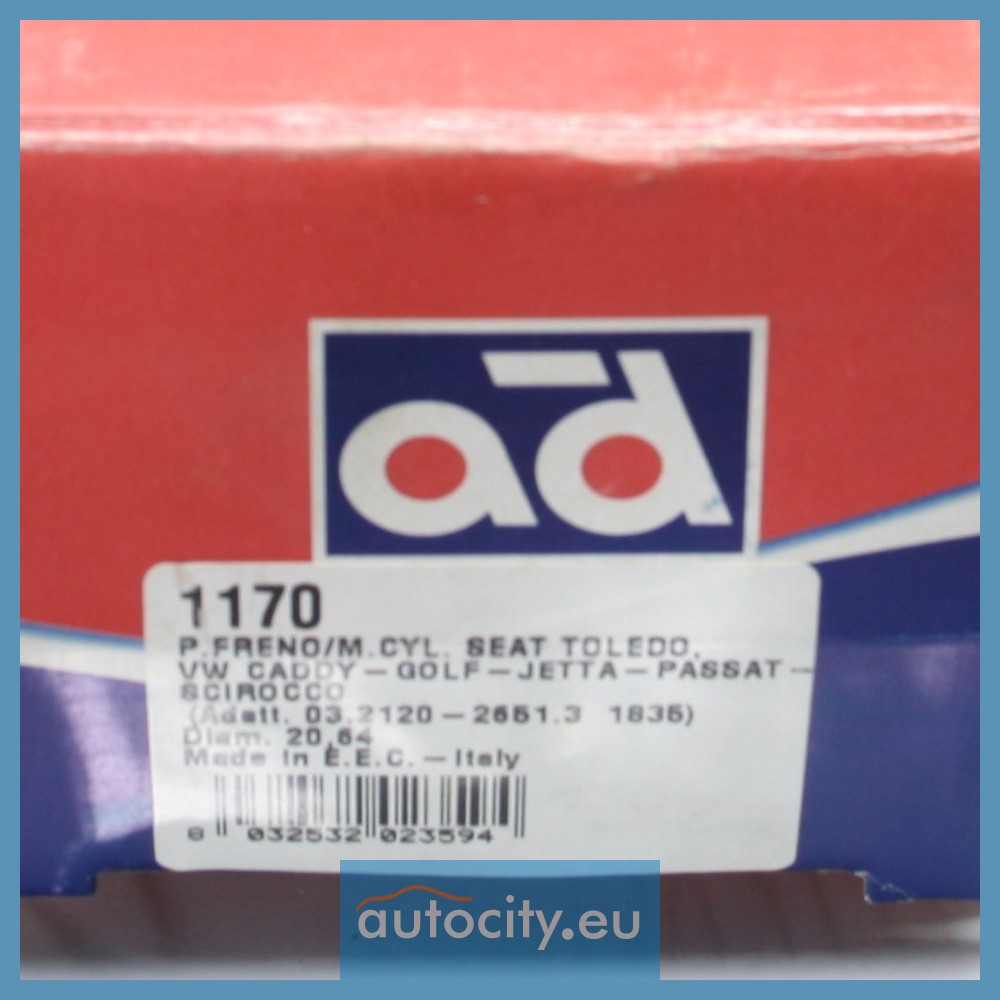 ad
1170
P.FRENO/M.CYL. SEAT TOLEDO,
VW CADDY-GOLF-JETTA-PASSAT-
SCIROCCO
(Adatt. 03.2120-2651.3 1835)
Diam. 20,64
Made in E.E.C.-Italy
8 032532 023594
autocity.eu